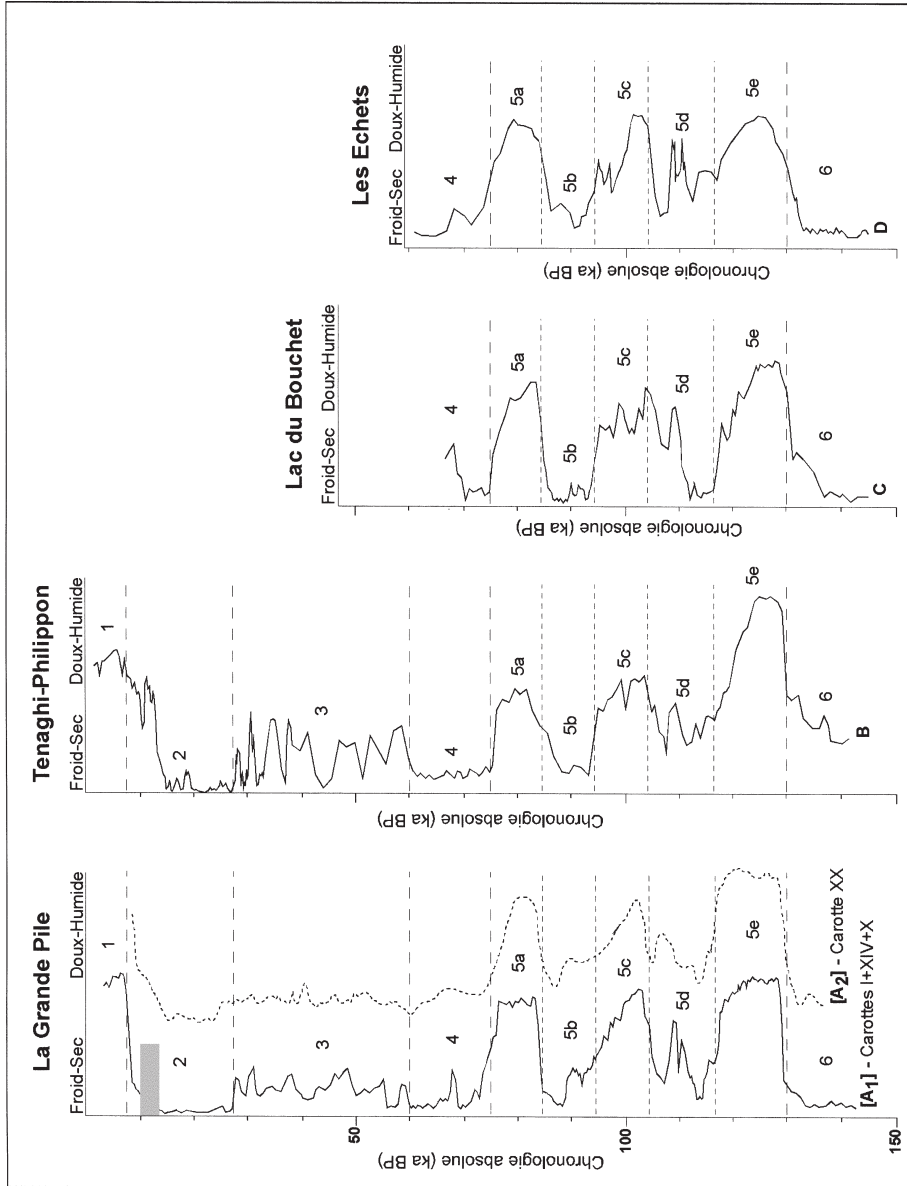 La Grande Pile
Froid-Sec Doux-Humide
Chronologie absolue (ka BP)
50
100
150
1
2
3
4
5a
5b
5c
5d
5e
6
[A1] - Carottes I+XIV+X
[A2] - Carotte XX
Tenaghi-Philippon
Froid-Sec Doux-Humide
Chronologie absolue (ka BP)
1
2
3
4
5a
5b
5c
5d
5e
6
B
Lac du Bouchet
Froid-Sec Doux-Humide
Chronologie absolue (ka BP)
4
5a
5b
5c
5d
5e
6
C
Les Echets
Froid-Sec Doux-Humide
Chronologie absolue (ka BP)
4
5a
5b
5c
5d
5e
6
D